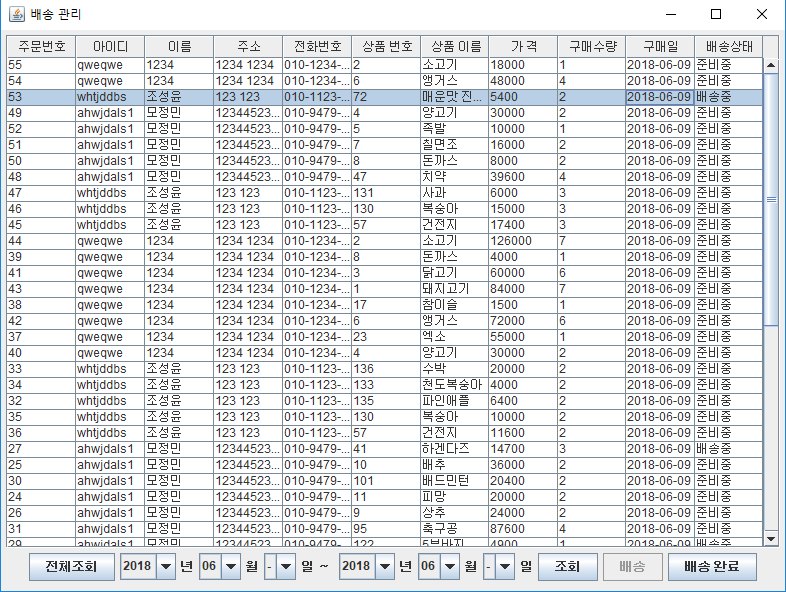 배송 관리
주문번호 아이디 이름 주소 전화번호 상품 번호 상품 이름 가 격 구매수량 구매일 배송상태
55 qweqwe 1234 1234 1234 010-1234-... 2 소고기 18000 1 2018-06-09 준비중
54 qweqwe 1234 1234 1234 010-1234-... 6 앵거스 48000 4 2018-06-09 준비중
53 whtjddbs 조성윤 123 123 010-1123-... 72 매운맛 진... 5400 2 2018-06-09 배송중
49 ahwjdals1 모정민 12344523... 010-9479-... 4 양고기 30000 2 2018-06-09 준비중
52 ahwjdals1 모정민 12344523... 010-9479-... 5 족발 10000 1 2018-06-09 준비중
51 ahwjdals1 모정민 12344523... 010-9479-... 7 칠면조 16000 2 2018-06-09 준비중
50 ahwjdals1 모정민 12344523... 010-9479-... 8 돈까스 8000 2 2018-06-09 준비중
48 ahwjdals1 모정민 12344523... 010-9479-... 47 치약 39600 4 2018-06-09 준비중
47 whtjddbs 조성윤 123 123 010-1123-... 131 사과 6000 3 2018-06-09 준비중
46 whtjddbs 조성윤 123 123 010-1123-... 130 복숭아 15000 3 2018-06-09 준비중
45 whtjddbs 조성윤 123 123 010-1123-... 57 건전지 17400 3 2018-06-09 준비중
44 qweqwe 1234 1234 1234 010-1234-... 2 소고기 126000 7 2018-06-09 준비중
39 qweqwe 1234 1234 1234 010-1234-... 8 돈까스 4000 1 2018-06-09 준비중
41 qweqwe 1234 1234 1234 010-1234-... 3 닭고기 60000 6 2018-06-09 준비중
43 qweqwe 1234 1234 1234 010-1234-... 1 돼지고기 84000 7 2018-06-09 준비중
38 qweqwe 1234 1234 1234 010-1234-... 17 참이슬 1500 1 2018-06-09 준비중
42 qweqwe 1234 1234 1234 010-1234-... 6 앵거스 72000 6 2018-06-09 준비중
37 qweqwe 1234 1234 1234 010-1234-... 23 엑소 55000 1 2018-06-09 준비중
40 qweqwe 1234 1234 1234 010-1234-... 4 양고기 30000 2 2018-06-09 준비중
33 whtjddbs 조성윤 123 123 010-1123-... 136 수박 20000 2 2018-06-09 준비중
34 whtjddbs 조성윤 123 123 010-1123-... 133 천도복숭아 4000 2 2018-06-09 준비중
32 whtjddbs 조성윤 123 123 010-1123-... 135 파인애플 6400 2 2018-06-09 준비중
35 whtjddbs 조성윤 123 123 010-1123-... 130 복숭아 10000 2 2018-06-09 준비중
36 whtjddbs 조성윤 123 123 010-1123-... 57 건전지 11600 2 2018-06-09 준비중
27 ahwjdals1 모정민 12344523... 010-9479-... 41 하겐다즈 14700 3 2018-06-09 배송중
25 ahwjdals1 모정민 12344523... 010-9479-... 10 배추 36000 2 2018-06-09 준비중
30 ahwjdals1 모정민 12344523... 010-9479-... 101 배드민턴 20400 2 2018-06-09 준비중
24 ahwjdals1 모정민 12344523... 010-9479-... 11 피망 20000 2 2018-06-09 준비중
26 ahwjdals1 모정민 12344523... 010-9479-... 9 상추 24000 2 2018-06-09 준비중
31 ahwjdals1 모정민 12344523... 010-9479-... 95 축구공 87600 4 2018-06-09 준비중
29 ahwjdals1 모정민 12344523... 010-9479-... 122 5부바지 4900 1 2018-06-09 준비중
전체조회 2018 년 06 월 - 일 ~ 2018 년 06 월 - 일 조회 배송 배송 완료